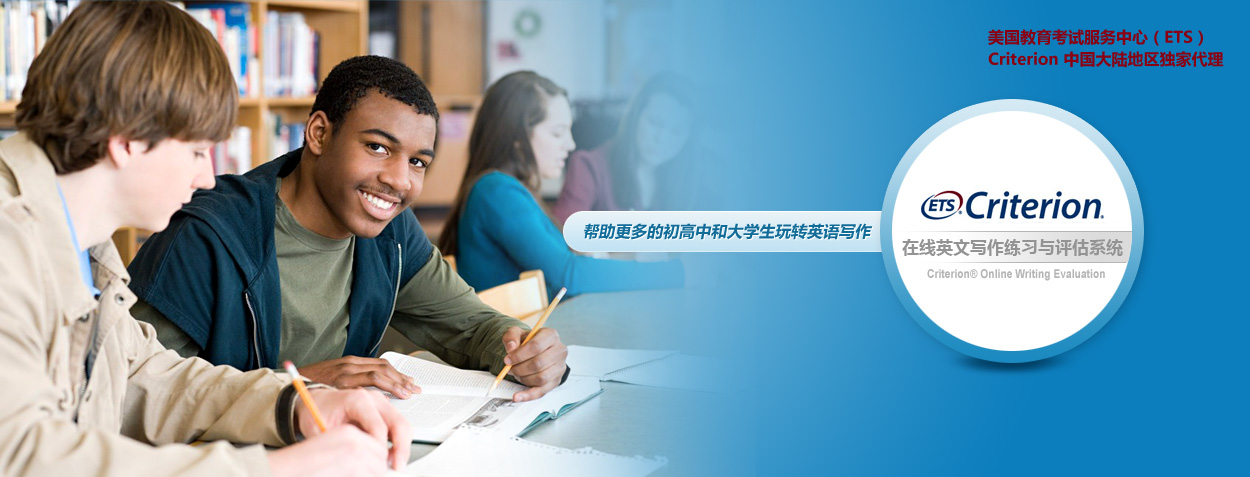 美国教育考试服务中心（ETS）
Criterion 中国大陆地区独家代理
帮助更多的初高中和大学生玩转英语写作
ETS® Criterion®
在线英文写作练习与评估系统
Criterion® Online Writing Evaluation